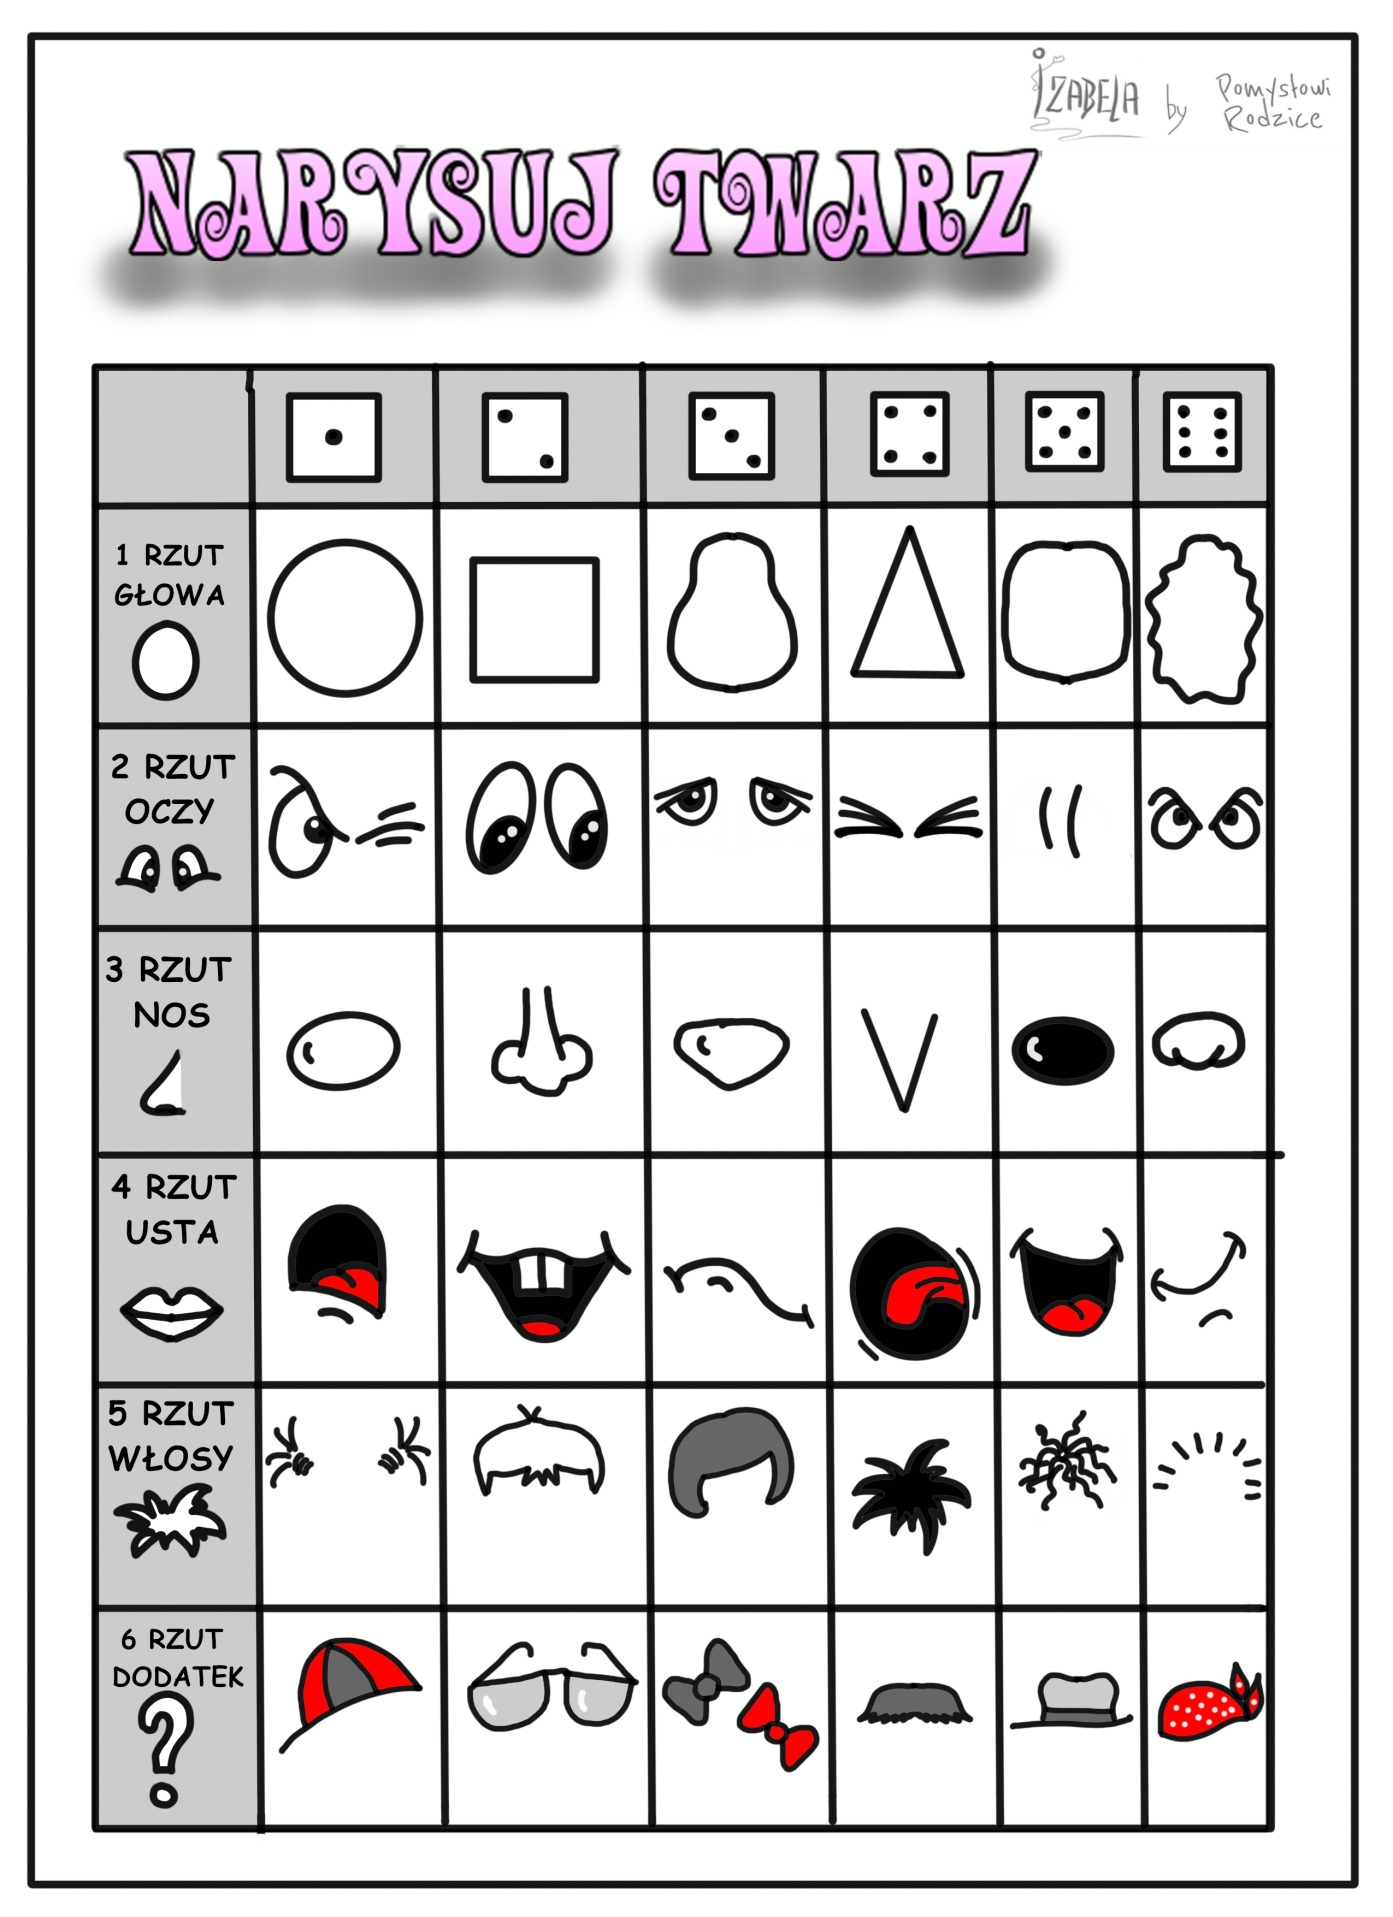 iZABELA by Pomysłowi
Rodzice
NARYSUJ TWARZ
1 RZUT
GŁOWA
2 RZUT
OCZY
3 RZUT
NOS
4 RZUT
USTA
5 RZUT
WŁOSY
6 RZUT
DODATEK
?